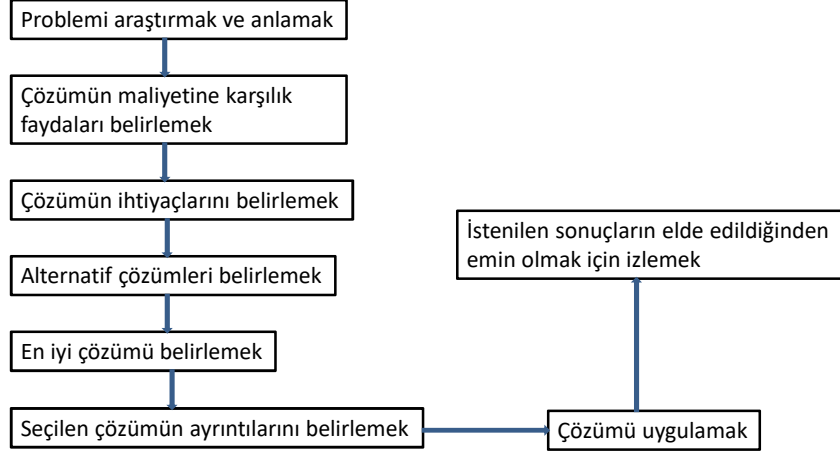 Problemi araştırmak ve anlamak
Çözümün maliyetine karşılık
faydaları belirlemek
Çözümün ihtiyaçlarını belirlemek
Alternatif çözümleri belirlemek
En iyi çözümü belirlemek
Seçilen çözümün ayrıntılarını belirlemek
Çözümü uygulamak
İstenilen sonuçların elde edildiğinden
emin olmak için izlemek